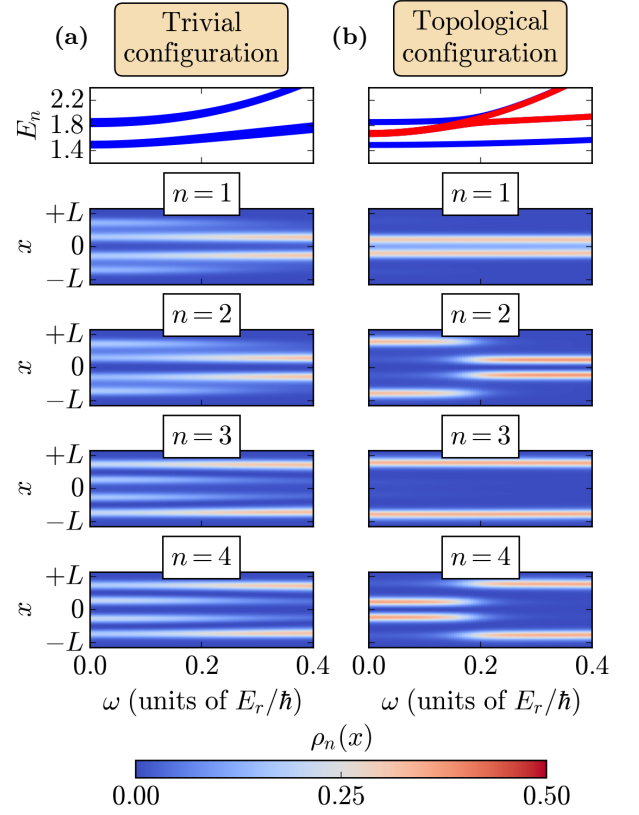 (a)
Trivial
configuration
(b)
Topological
configuration
E_n
2.2
1.8
1.4
n = 1
n = 1
x
+L
0
−L
n = 2
n = 2
x
+L
0
−L
n = 3
n = 3
x
+L
0
−L
n = 4
n = 4
x
+L
0
−L
0.0 0.2 0.4
0.0 0.2 0.4
ω (units of E_r/ħ)
ω (units of E_r/ħ)
ρ_n(x)
0.00 0.25 0.50